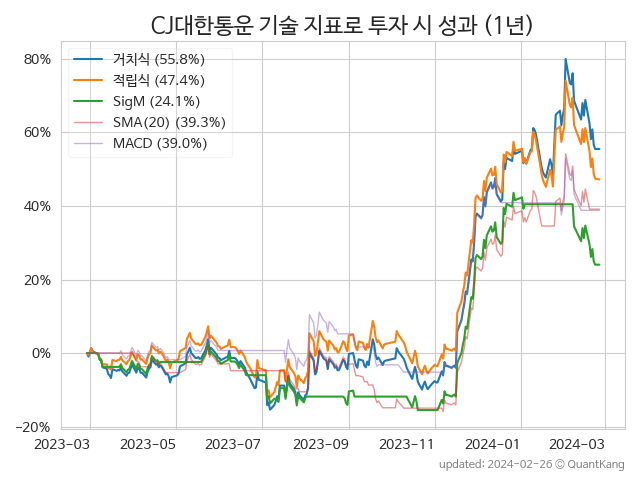 CJ대한통운 기술 지표로 투자 시 성과 (1년)
거치식 (55.8%)
적립식 (47.4%)
SigM (24.1%)
SMA(20) (39.3%)
MACD (39.0%)
80%
60%
40%
20%
0%
−20%
2023-03 2023-05 2023-07 2023-09 2023-11 2024-01 2024-03
updated: 2024-02-26 © QuantKang